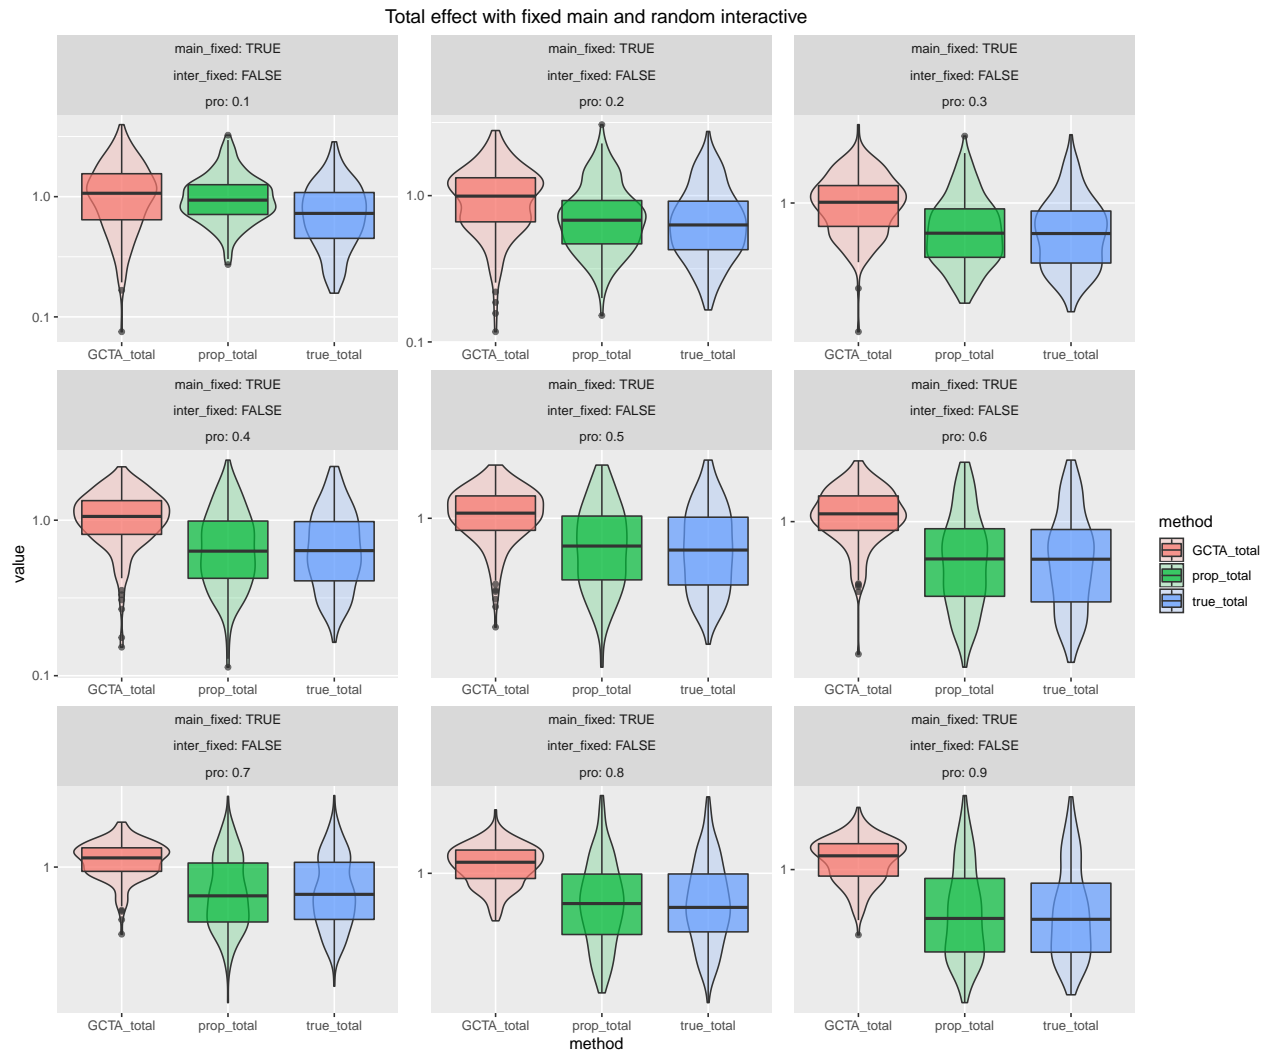 Total effect with fixed main and random interactive
main_fixed: TRUE
inter_fixed: FALSE
pro: 0.1
main_fixed: TRUE
inter_fixed: FALSE
pro: 0.2
main_fixed: TRUE
inter_fixed: FALSE
pro: 0.3
1.0
0.1
GCTA_total prop_total true_total
1.0
0.1
GCTA_total prop_total true_total
1
GCTA_total prop_total true_total
main_fixed: TRUE
inter_fixed: FALSE
pro: 0.4
main_fixed: TRUE
inter_fixed: FALSE
pro: 0.5
main_fixed: TRUE
inter_fixed: FALSE
pro: 0.6
value
1.0
0.1
GCTA_total prop_total true_total
1
GCTA_total prop_total true_total
1
GCTA_total prop_total true_total
main_fixed: TRUE
inter_fixed: FALSE
pro: 0.7
main_fixed: TRUE
inter_fixed: FALSE
pro: 0.8
main_fixed: TRUE
inter_fixed: FALSE
pro: 0.9
1
GCTA_total prop_total true_total
1
GCTA_total prop_total true_total
1
GCTA_total prop_total true_total
method
method
GCTA_total
prop_total
true_total